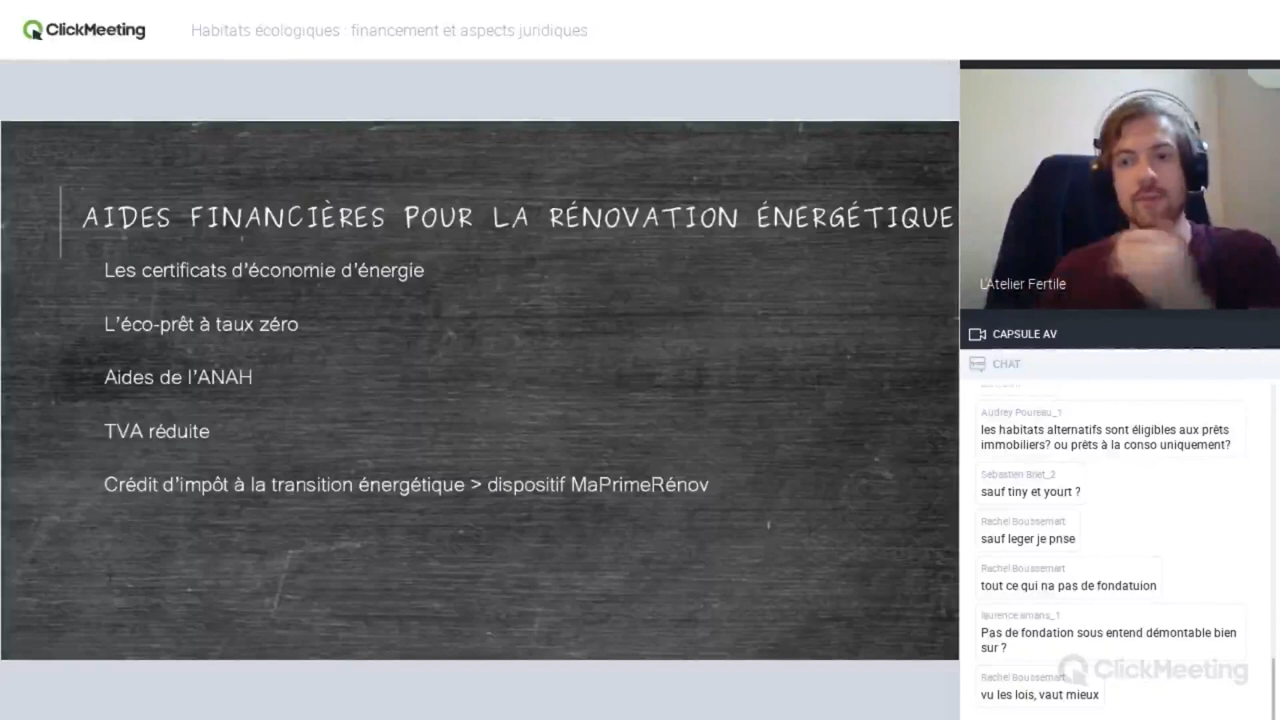 ClickMeeting
Habitats écologiques : financement et aspects juridiques
AIDES FINANCIÈRES POUR LA RÉNOVATION ÉNERGÉTIQUE
Les certificats d'économie d'énergie
L'éco-prêt à taux zéro
Aides de l'ANAH
TVA réduite
Crédit d'impôt à la transition énergétique > dispositif MaPrimeRénov
L'Atelier Fertile
CAPSULE AV
CHAT
Audrey Poureau_1
les habitats alternatifs sont éligibles aux prêts
immobiliers? ou prêts à la conso uniquement?
Sebastien Briet_2
sauf tiny et yourt ?
Rachel Boussemart
sauf leger je pnse
Rachel Boussemart
tout ce qui na pas de fondatuion
laurence amans_1
Pas de fondation sous entend démontable bien
sur ?
Rachel Boussemart
vu les lois, vaut mieux
ClickMeeting